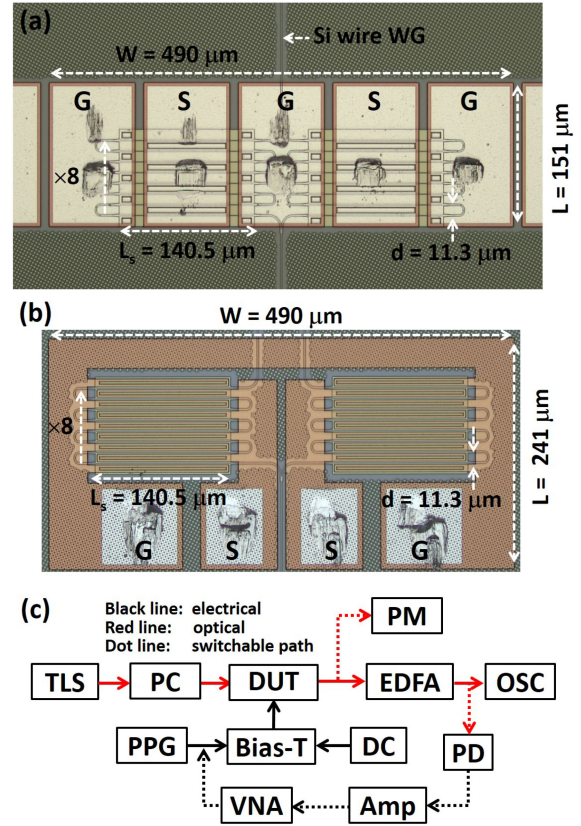 (a)
Si wire WG
W = 490 μm
G S G S G
×8
L = 151 μm
Ls = 140.5 μm
d = 11.3 μm
(b)
W = 490 μm
×8
L = 241 μm
Ls = 140.5 μm
d = 11.3 μm
G S S G
(c)
Black line: electrical
Red line: optical
Dot line: switchable path
PM
TLS PC DUT EDFA OSC
PPG Bias-T DC PD
VNA Amp